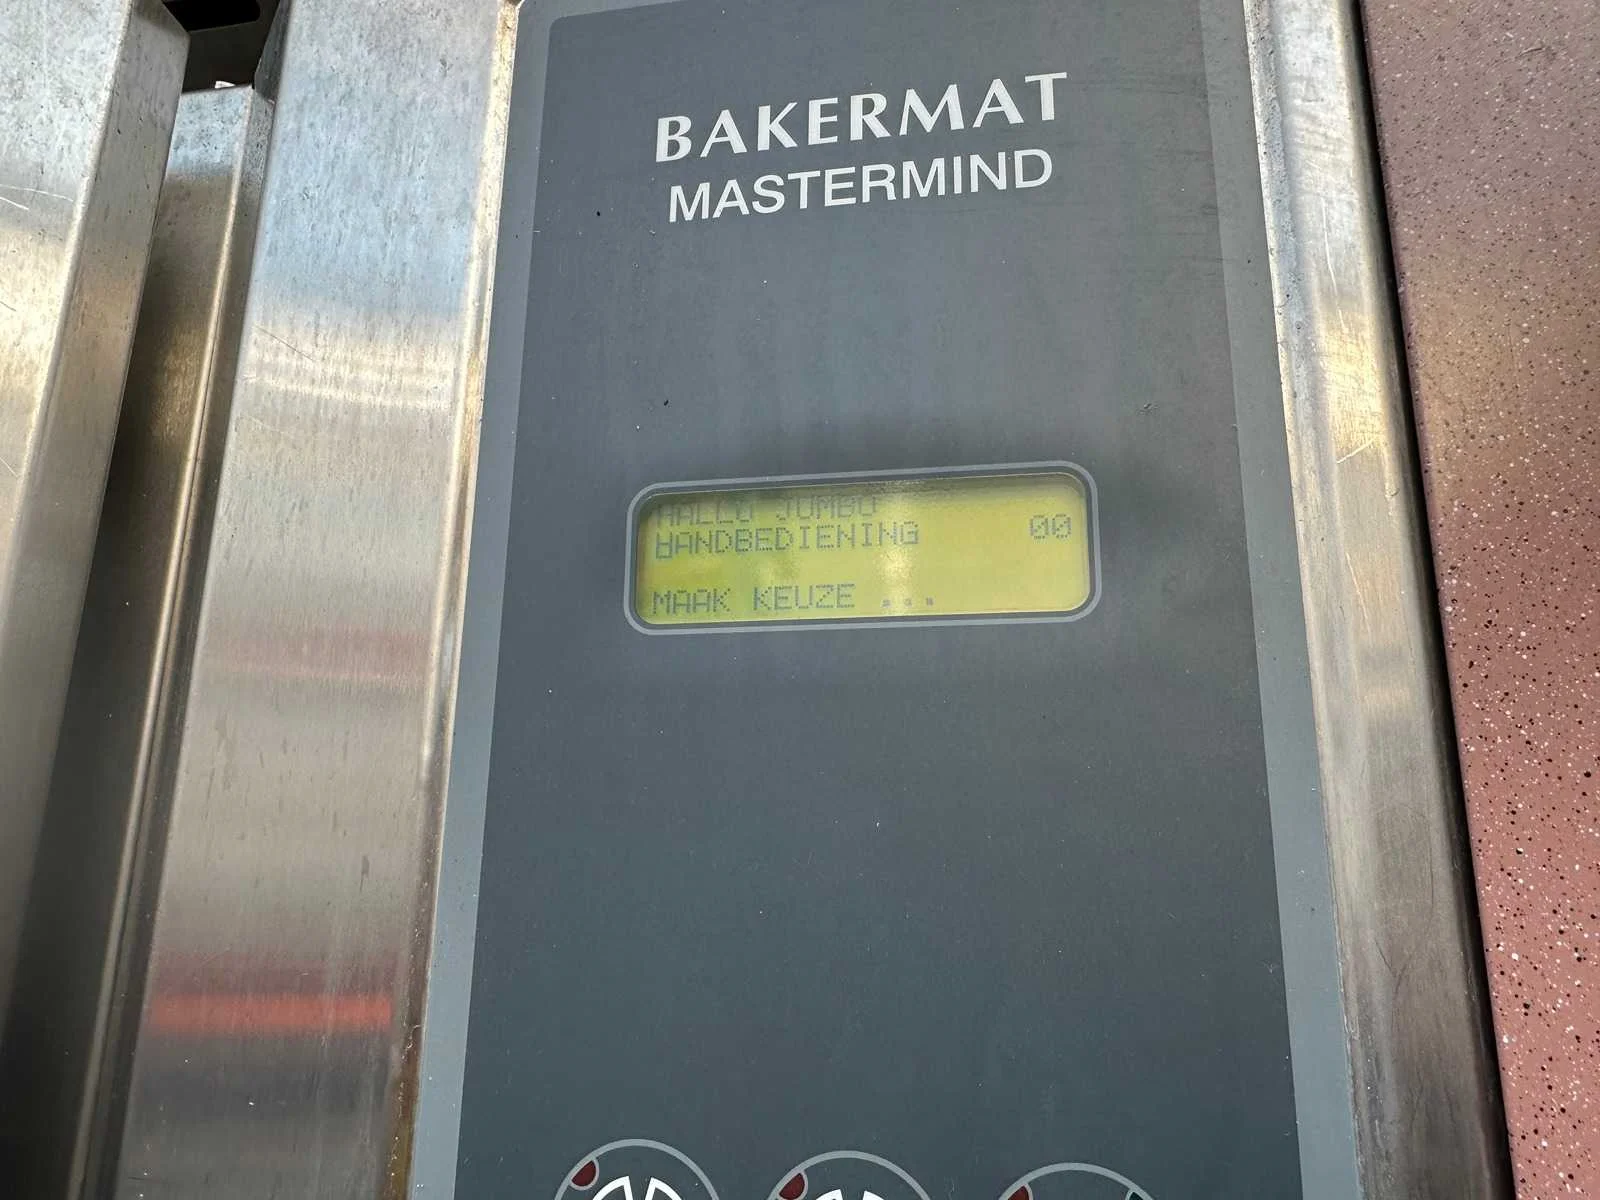 BAKERMAT
MASTERMIND
HALLO JUMBO
HANDBEDIENING 00
MAAK KEUZE ...